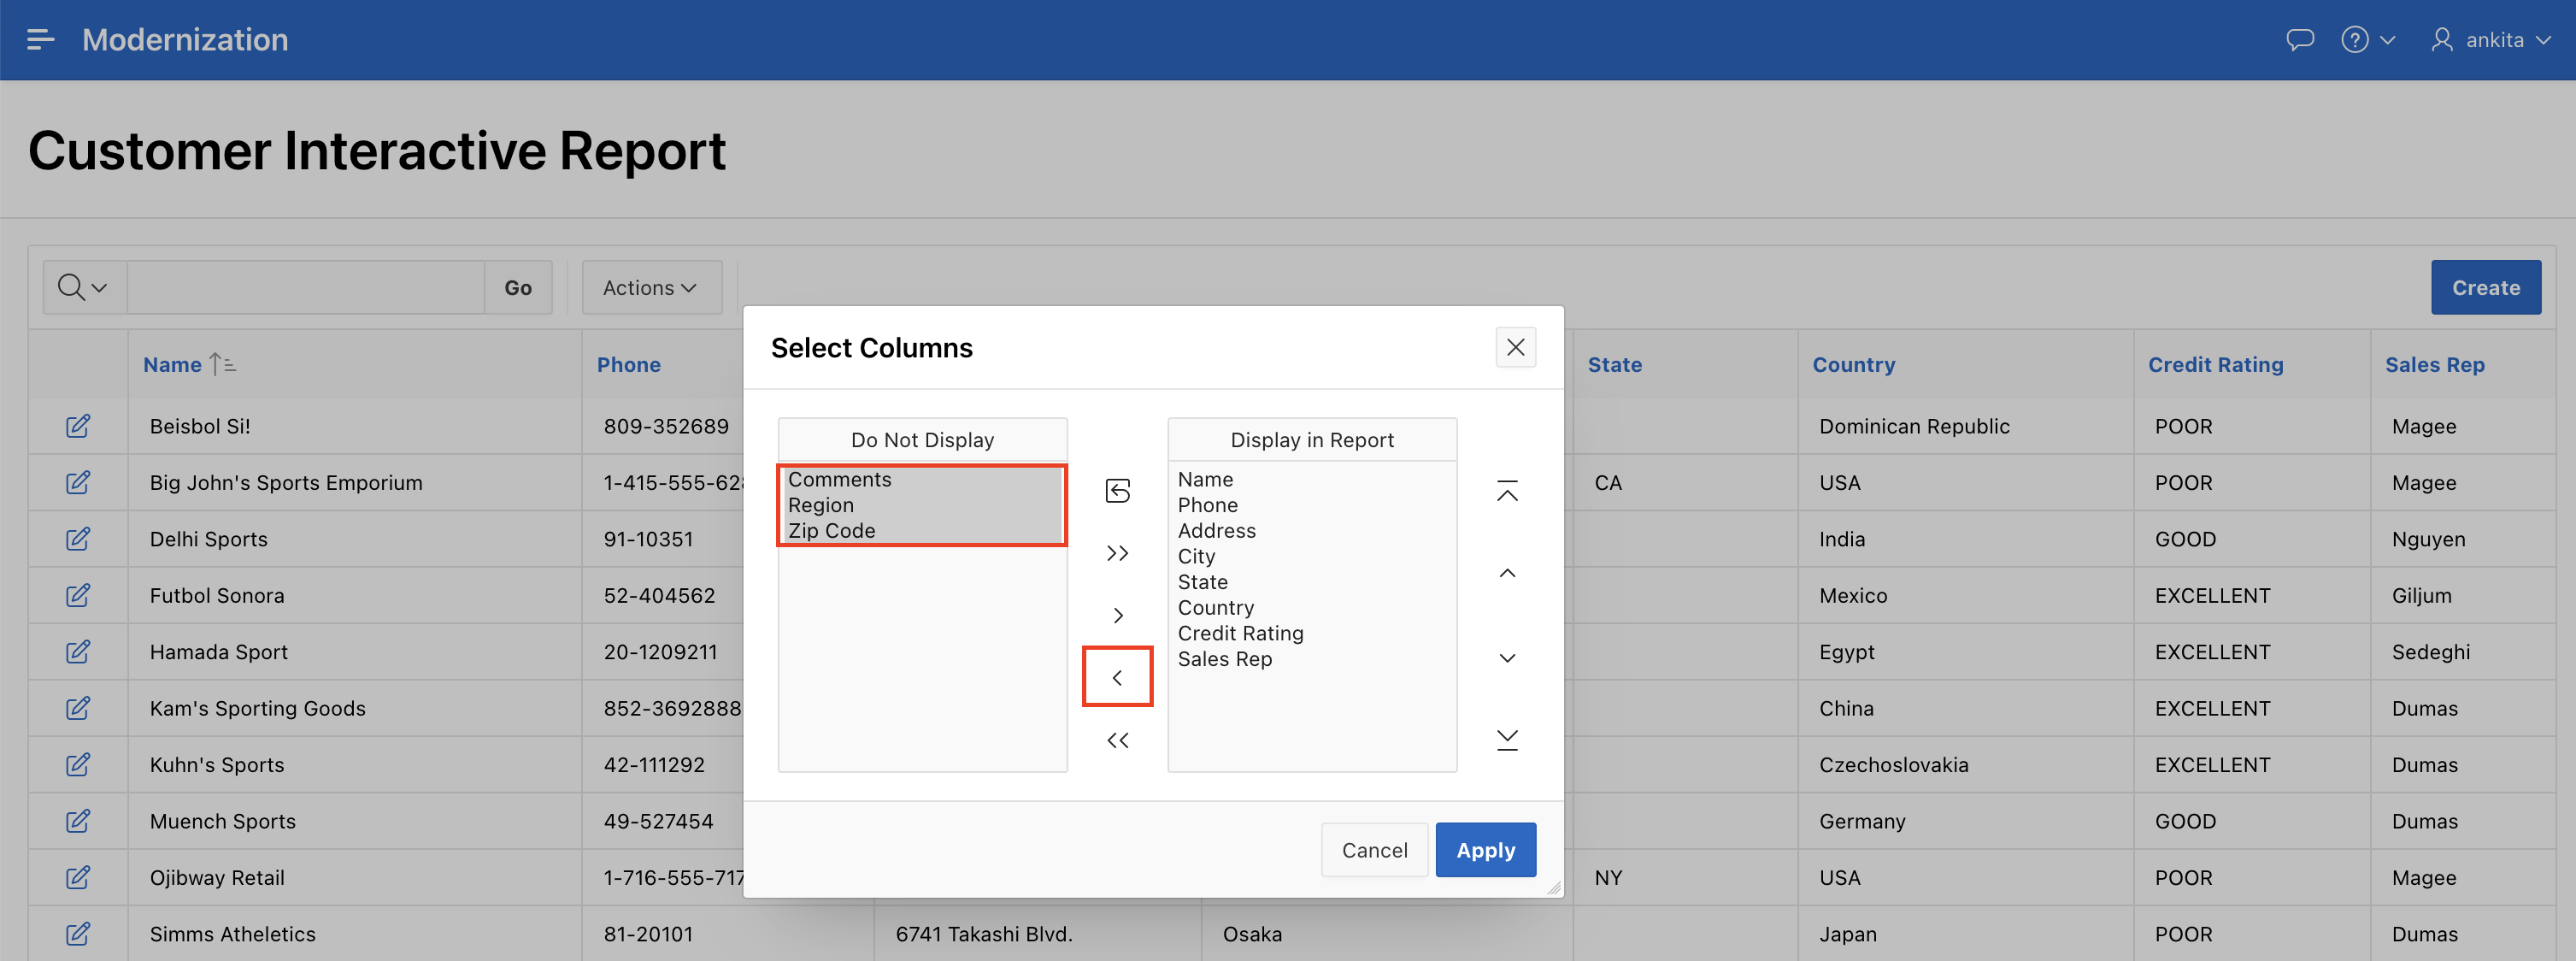 Modernization
? ankita
Customer Interactive Report
Go Actions Create
Select Columns
Name Phone State Country Credit Rating Sales Rep
Do Not Display Display in Report
Comments
Region
Zip Code
Name
Phone
Address
City
State
Country
Credit Rating
Sales Rep
Cancel Apply
Beisbol Si! 809-352689 Dominican Republic POOR Magee
Big John's Sports Emporium 1-415-555-62 CA USA POOR Magee
Delhi Sports 91-10351 India GOOD Nguyen
Futbol Sonora 52-404562 Mexico EXCELLENT Giljum
Hamada Sport 20-1209211 Egypt EXCELLENT Sedeghi
Kam's Sporting Goods 852-3692888 China EXCELLENT Dumas
Kuhn's Sports 42-111292 Czechoslovakia EXCELLENT Dumas
Muench Sports 49-527454 Germany GOOD Dumas
Ojibway Retail 1-716-555-717 NY USA POOR Magee
Simms Atheletics 81-20101 6741 Takashi Blvd. Osaka Japan POOR Dumas